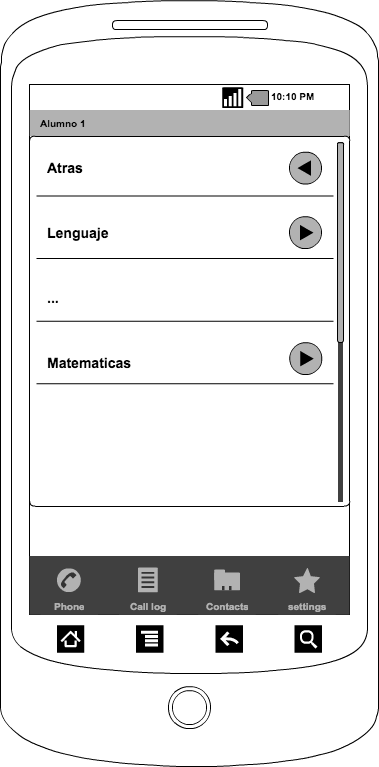 10:10 PM
Alumno 1
Atras
Lenguaje
...
Matematicas
Phone Call log Contacts settings